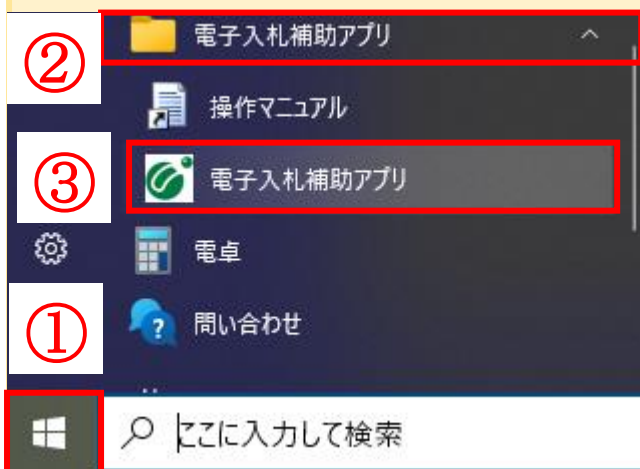 ② 電子入札補助アプリ
操作マニュアル
③ 電子入札補助アプリ
電卓
① 問い合わせ
ここに入力して検索